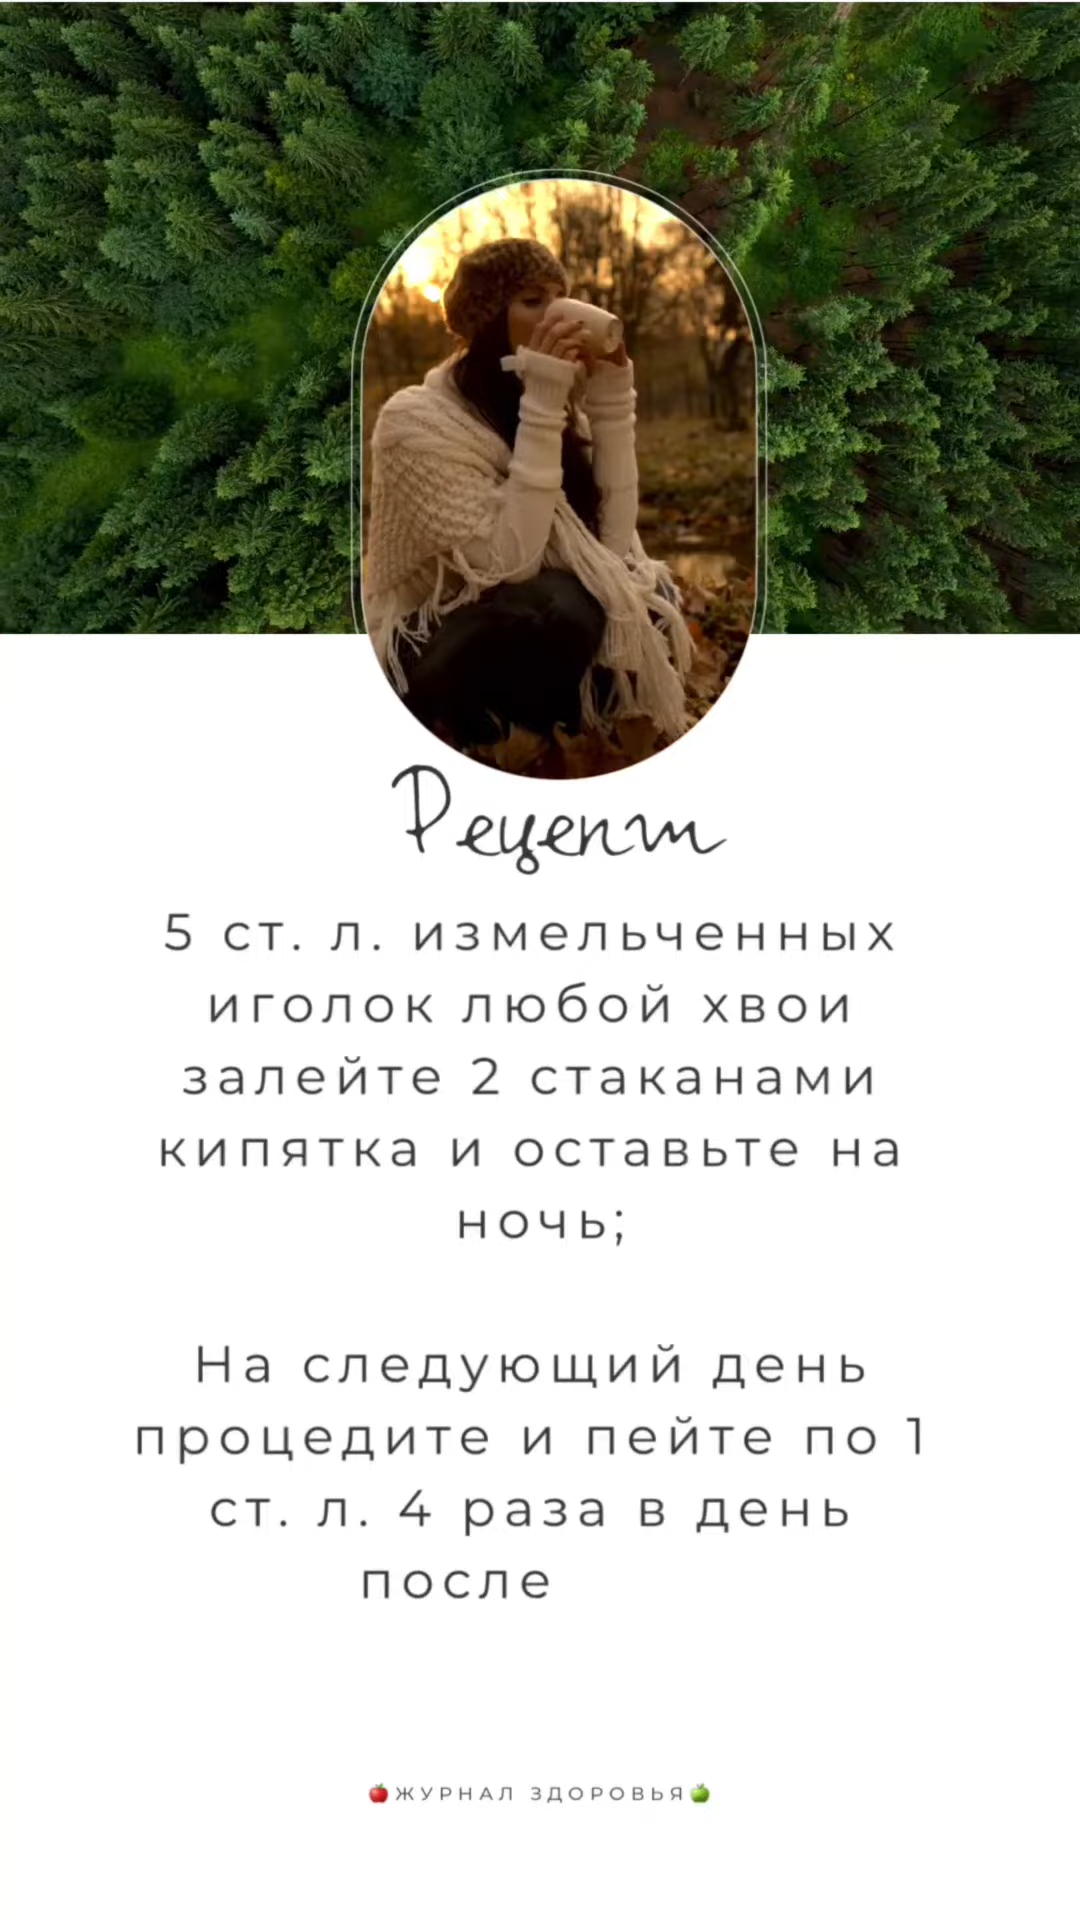 Рецепт
5 ст. л. измельченных
иголок любой хвои
залейте 2 стаканами
кипятка и оставьте на
ночь;
На следующий день
процедите и пейте по 1
ст. л. 4 раза в день
после
🍎ЖУРНАЛ ЗДОРОВЬЯ🍏